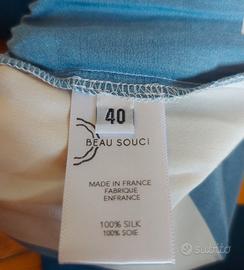 40
BEAU SOUCI
MADE IN FRANCE
FABRIQUE
ENFRANCE
100% SILK
100% SOIE
subito